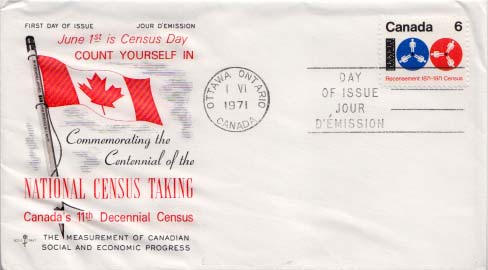 FIRST DAY OF ISSUE JOUR D'ÉMISSION
June 1st is Census Day
COUNT YOURSELF IN
Commemorating the
Centennial of the
NATIONAL CENSUS TAKING
Canada's 11th Decennial Census
THE MEASUREMENT OF CANADIAN
SOCIAL AND ECONOMIC PROGRESS
OTTAWA ONTARIO
1 VI
1971
CANADA
DAY
OF ISSUE
JOUR
D'ÉMISSION
Canada 6
Recensement 1871-1971 Census